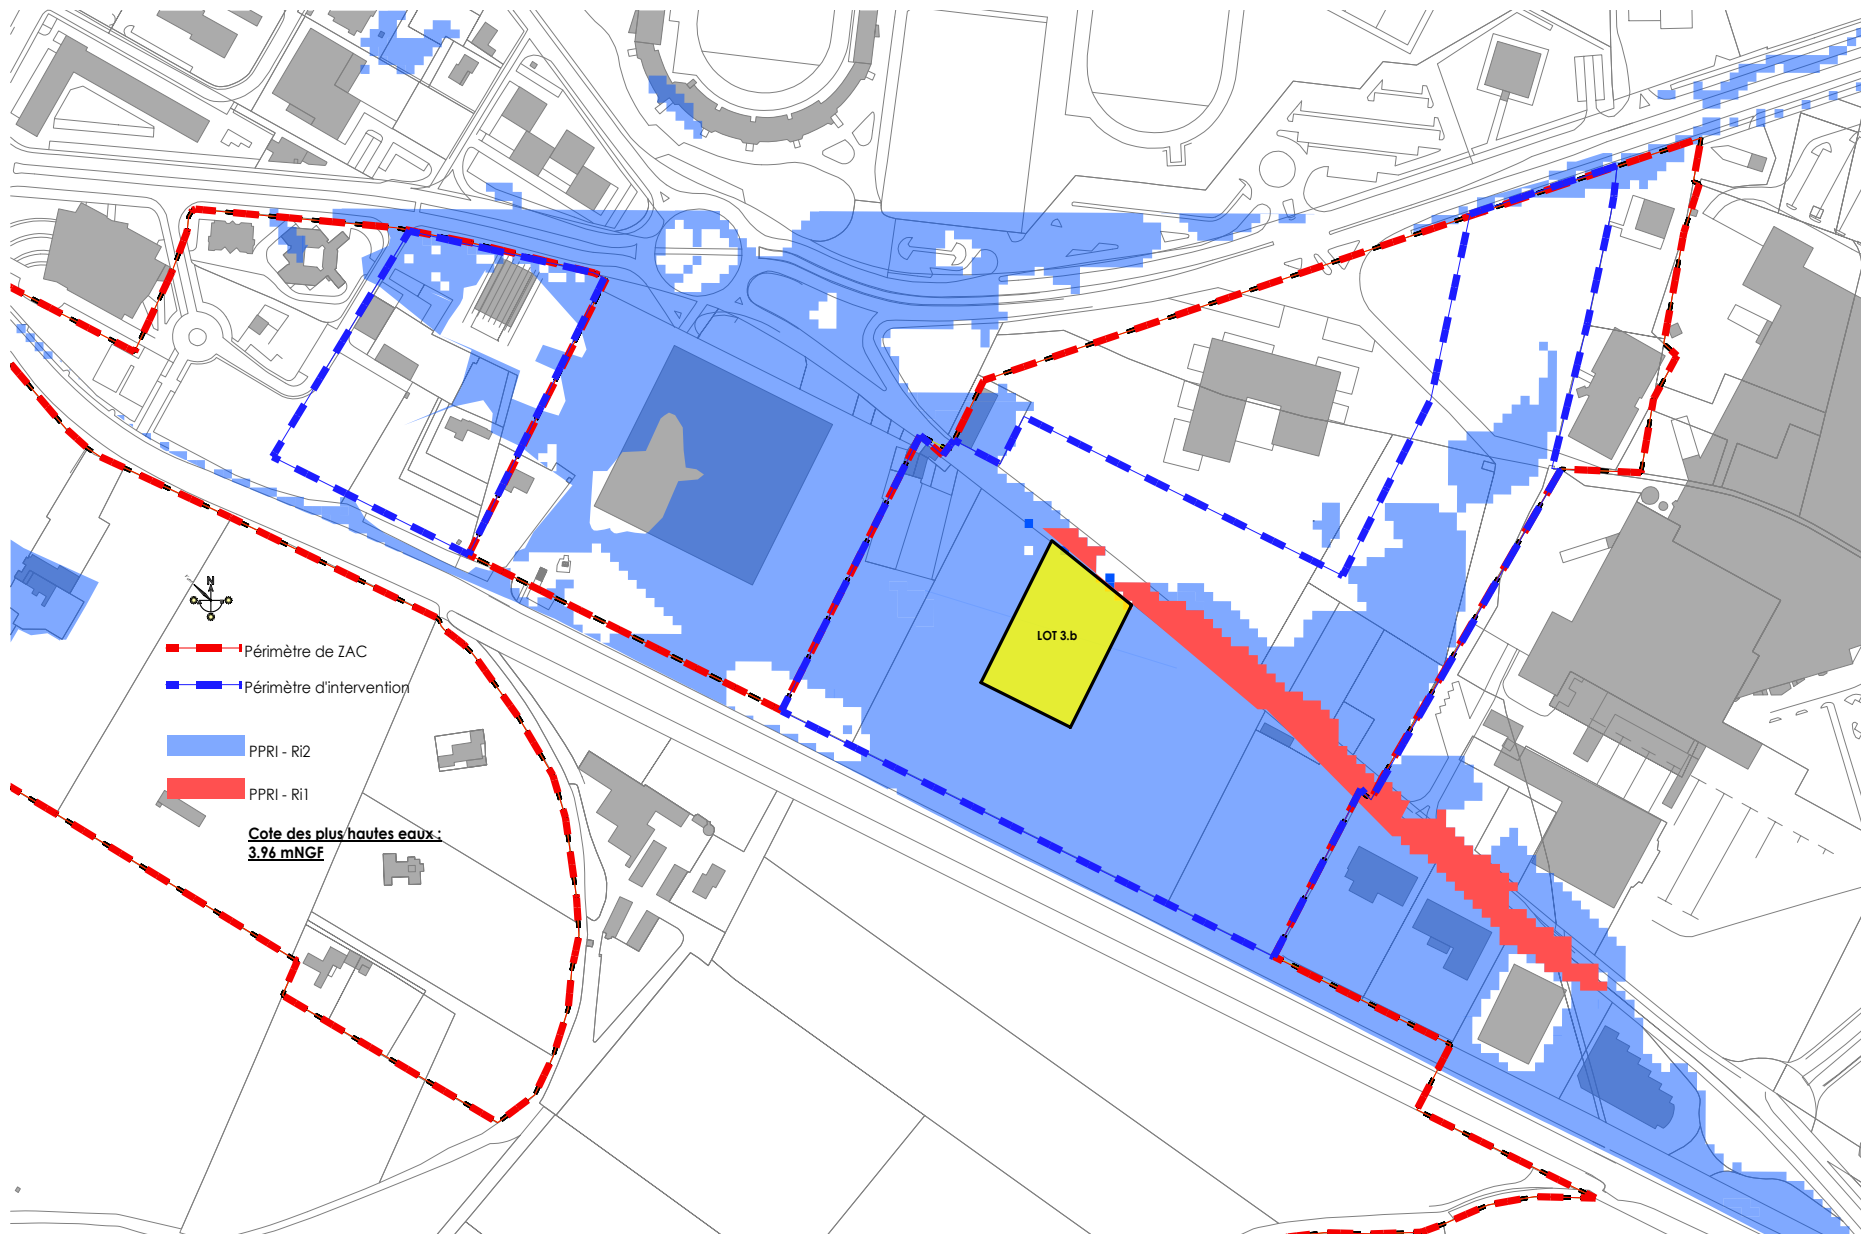 LOT 3.b
N
Périmètre de ZAC
Périmètre d'intervention
PPRI - Ri2
PPRI - Ri1
Cote des plus hautes eaux :
3.96 mNGF